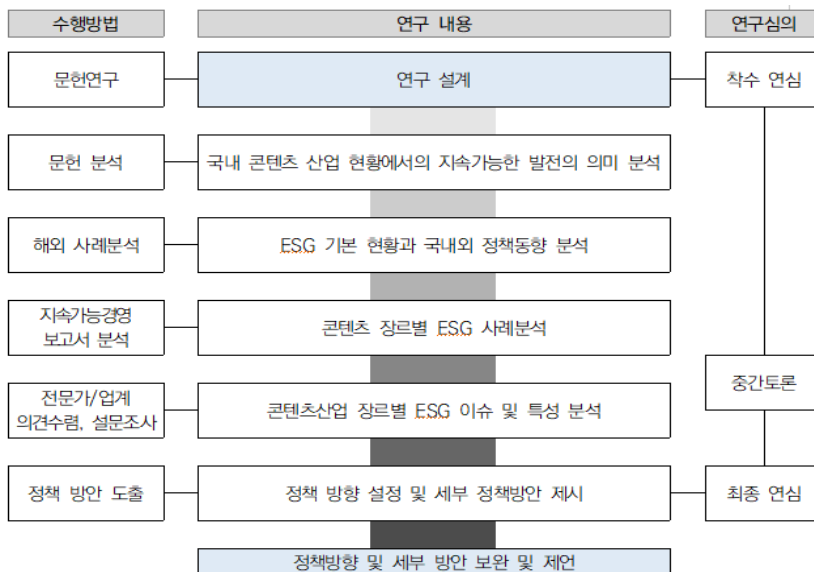 수행방법
연구 내용
연구심의
문헌연구
연구 설계
착수 연심
문헌 분석
국내 콘텐츠 산업 현황에서의 지속가능한 발전의 의미 분석
해외 사례분석
ESG 기본 현황과 국내외 정책동향 분석
지속가능경영
보고서 분석
콘텐츠 장르별 ESG 사례분석
중간토론
전문가/업계
의견수렴, 설문조사
콘텐츠산업 장르별 ESG 이슈 및 특성 분석
정책 방안 도출
정책 방향 설정 및 세부 정책방안 제시
최종 연심
정책방향 및 세부 방안 보완 및 제언